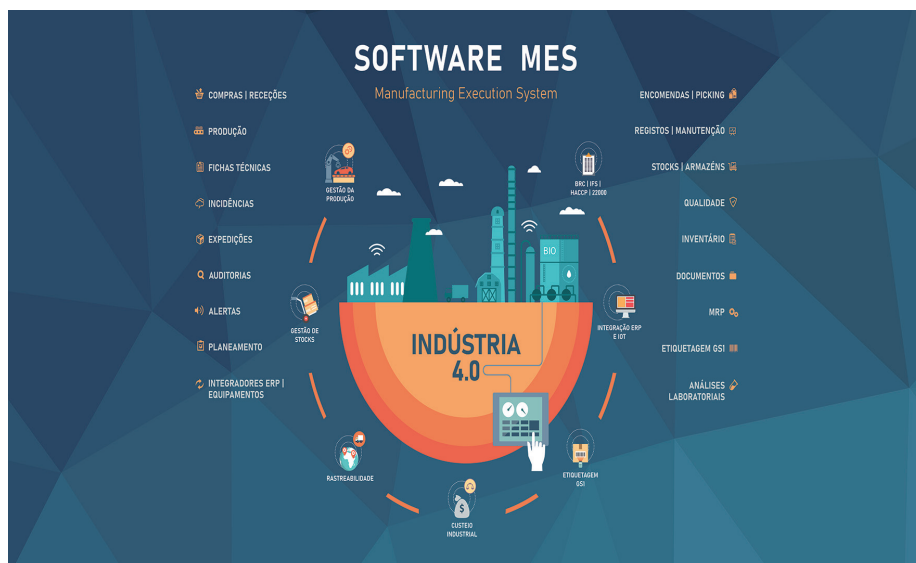 SOFTWARE MES
Manufacturing Execution System
COMPRAS | RECEÇÕES
PRODUÇÃO
FICHAS TÉCNICAS
INCIDÊNCIAS
EXPEDIÇÕES
AUDITORIAS
ALERTAS
PLANEAMENTO
INTEGRADORES ERP |
EQUIPAMENTOS
GESTÃO DA
PRODUÇÃO
GESTÃO DE
STOCKS
RASTREABILIDADE
CUSTEIO
INDUSTRIAL
ETIQUETAGEM
GS1
INTEGRAÇÃO ERP
E IOT
BRC | IFS |
HACCP | 22000
BIO
INDÚSTRIA
4.0
ENCOMENDAS | PICKING
REGISTOS | MANUTENÇÃO
STOCKS | ARMAZÉNS
QUALIDADE
INVENTÁRIO
DOCUMENTOS
MRP
ETIQUETAGEM GS1
ANÁLISES
LABORATORIAIS